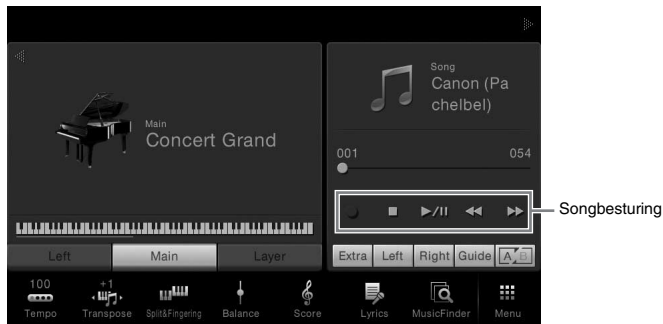 Song
Canon (Pa
chelbel)
Main
Concert Grand
001 054
Songbesturing
Left Main Layer
Extra Left Right Guide A B
100 +1
Tempo Transpose Split&Fingering Balance Score Lyrics MusicFinder Menu